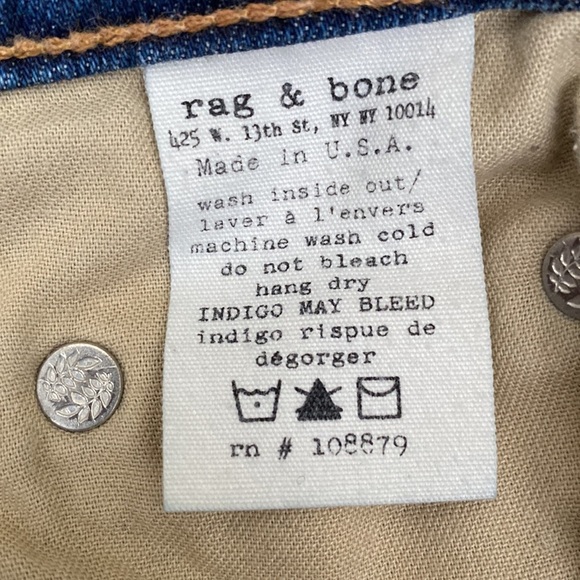 rag & bone
425 W. 13th St, NY NY 10014
Made in U.S.A.
wash inside out/
laver à l'envers
machine wash cold
do not bleach
hang dry
INDIGO MAY BLEED
indigo rispue de
dégorger
rn # 108879